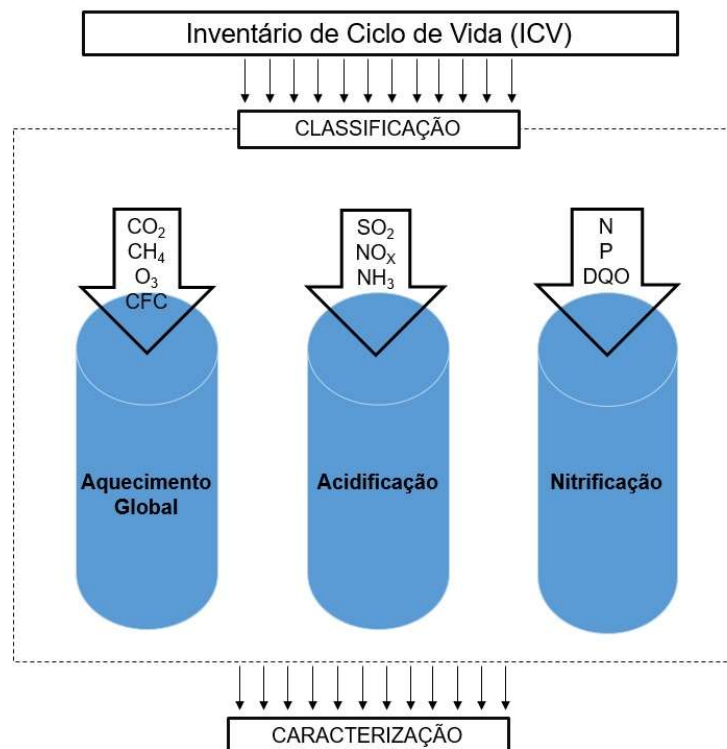 Inventário de Ciclo de Vida (ICV)
CLASSIFICAÇÃO
CO₂
CH₄
O₃
CFC
SO₂
NOₓ
NH₃
N
P
DQO
Aquecimento
Global
Acidificação
Nitrificação
CARACTERIZAÇÃO